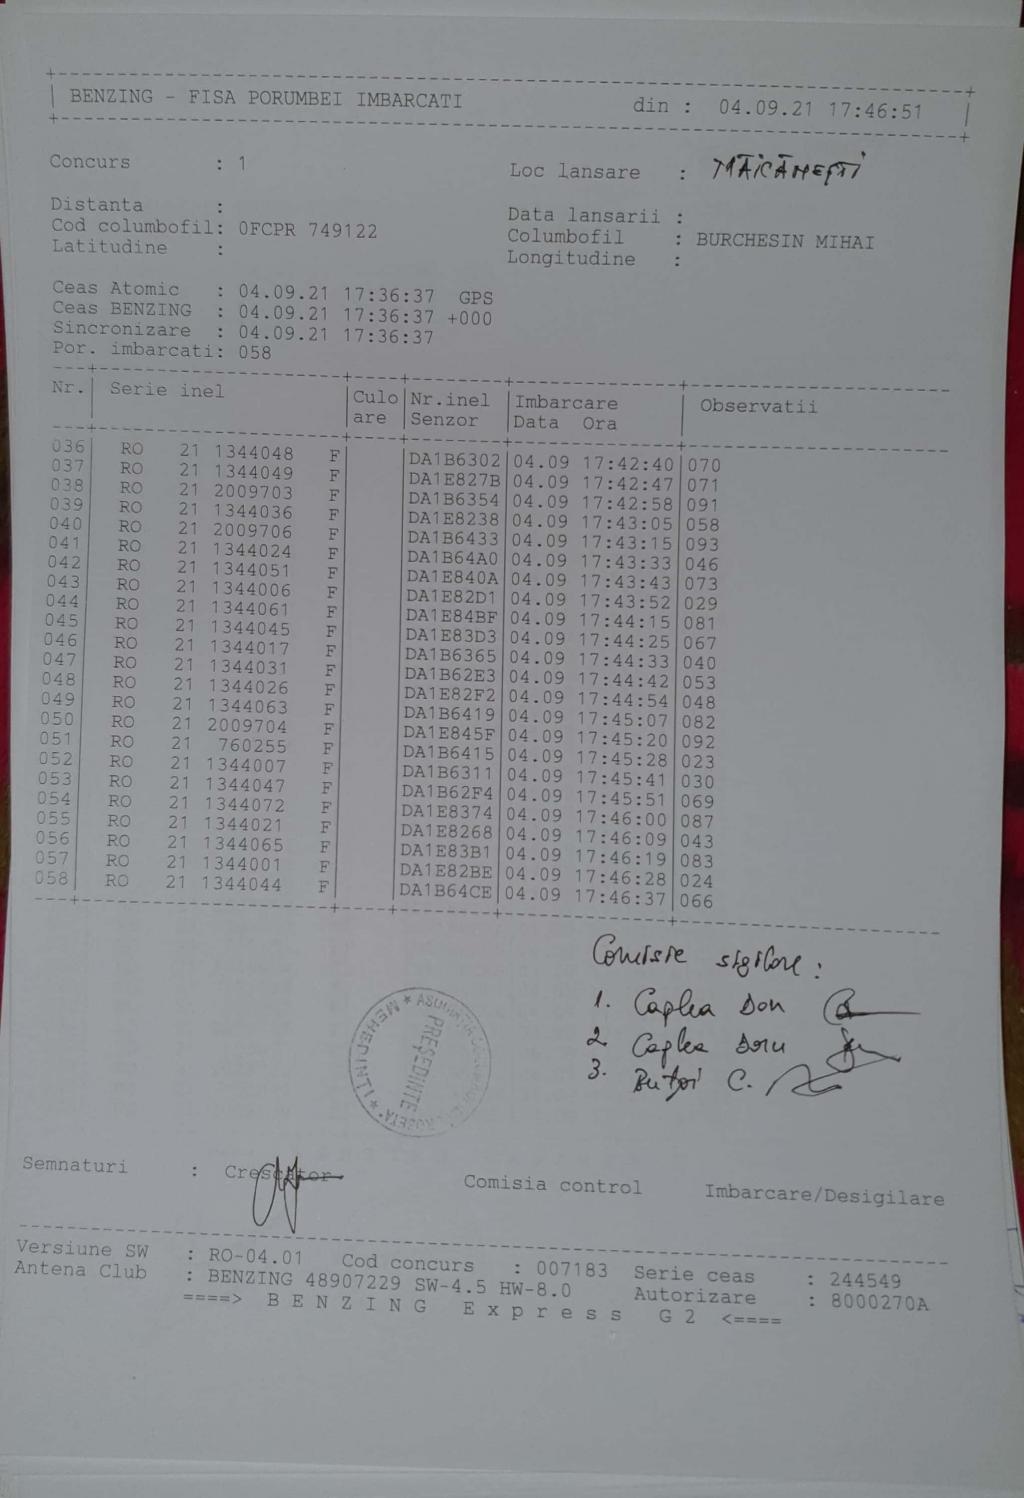 BENZING - FISA PORUMBEI IMBARCATI din : 04.09.21 17:46:51
Concurs : 1 Loc lansare : MĂICĂNEȘTI
Distanta : Data lansarii :
Cod columbofil: 0FCPR 749122 Columbofil : BURCHESIN MIHAI
Latitudine : Longitudine :
Ceas Atomic : 04.09.21 17:36:37 GPS
Ceas BENZING : 04.09.21 17:36:37 +000
Sincronizare : 04.09.21 17:36:37
Por. imbarcati: 058
Nr. Serie inel Culo Nr.inel Imbarcare Observatii
are Senzor Data Ora
036 RO 21 1344048 F DA1B6302 04.09 17:42:40 070
037 RO 21 1344049 F DA1E827B 04.09 17:42:47 071
038 RO 21 2009703 F DA1B6354 04.09 17:42:58 091
039 RO 21 1344036 F DA1E8238 04.09 17:43:05 058
040 RO 21 2009706 F DA1B6433 04.09 17:43:15 093
041 RO 21 1344024 F DA1B64A0 04.09 17:43:33 046
042 RO 21 1344051 F DA1E840A 04.09 17:43:43 073
043 RO 21 1344006 F DA1E82D1 04.09 17:43:52 029
044 RO 21 1344061 F DA1E84BF 04.09 17:44:15 081
045 RO 21 1344045 F DA1E83D3 04.09 17:44:25 067
046 RO 21 1344017 F DA1B6365 04.09 17:44:33 040
047 RO 21 1344031 F DA1B62E3 04.09 17:44:42 053
048 RO 21 1344026 F DA1E82F2 04.09 17:44:54 048
049 RO 21 1344063 F DA1B6419 04.09 17:45:07 082
050 RO 21 2009704 F DA1E845F 04.09 17:45:20 092
051 RO 21 760255 F DA1B6415 04.09 17:45:28 023
052 RO 21 1344007 F DA1B6311 04.09 17:45:41 030
053 RO 21 1344047 F DA1B62F4 04.09 17:45:51 069
054 RO 21 1344072 F DA1E8374 04.09 17:46:00 087
055 RO 21 1344021 F DA1E8268 04.09 17:46:09 043
056 RO 21 1344065 F DA1E83B1 04.09 17:46:19 083
057 RO 21 1344001 F DA1E82BE 04.09 17:46:28 024
058 RO 21 1344044 F DA1B64CE 04.09 17:46:37 066
Comisie sigilare :
1. Caplea Don
2 Caplea Doru
3. Buțoi C.
PREȘEDINTE
MEHEDINTI
Semnaturi : Crescator Comisia control Imbarcare/Desigilare
Versiune SW : RO-04.01 Cod concurs : 007183 Serie ceas : 244549
Antena Club : BENZING 48907229 SW-4.5 HW-8.0 Autorizare : 8000270A
====> B E N Z I N G E x p r e s s G 2 <====